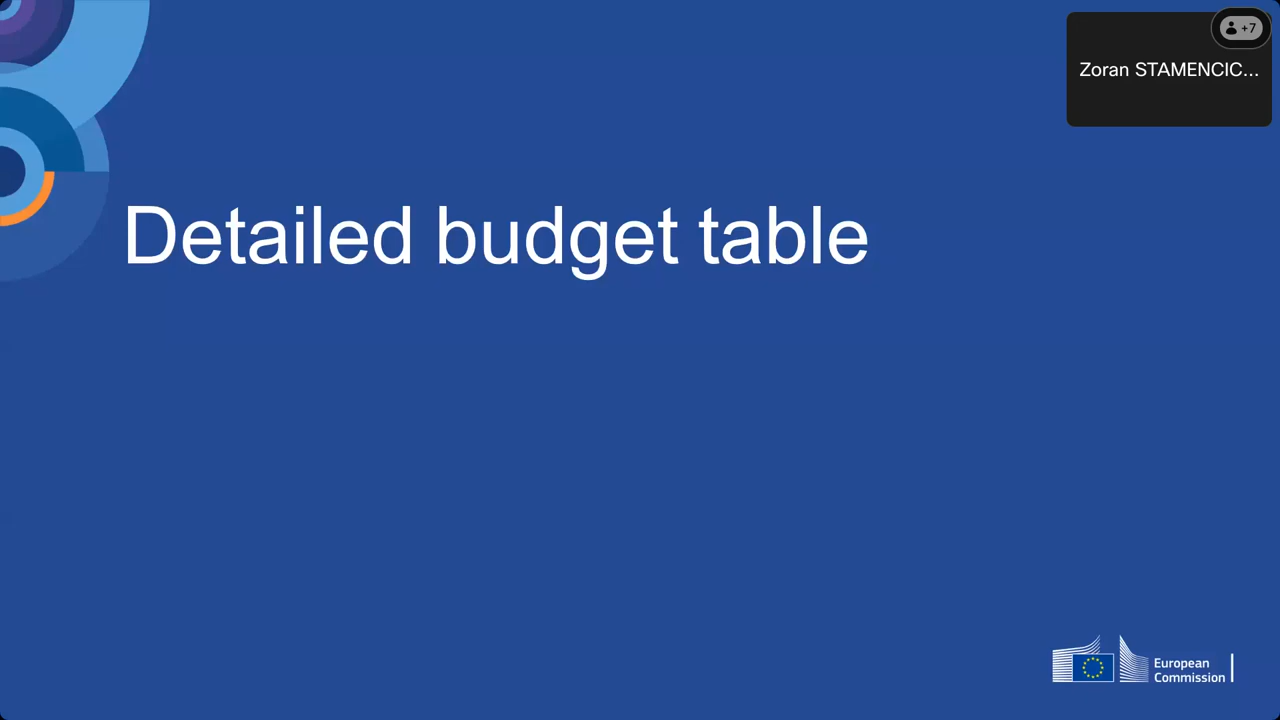 +7
Zoran STAMENCIC...
Detailed budget table
European
Commission